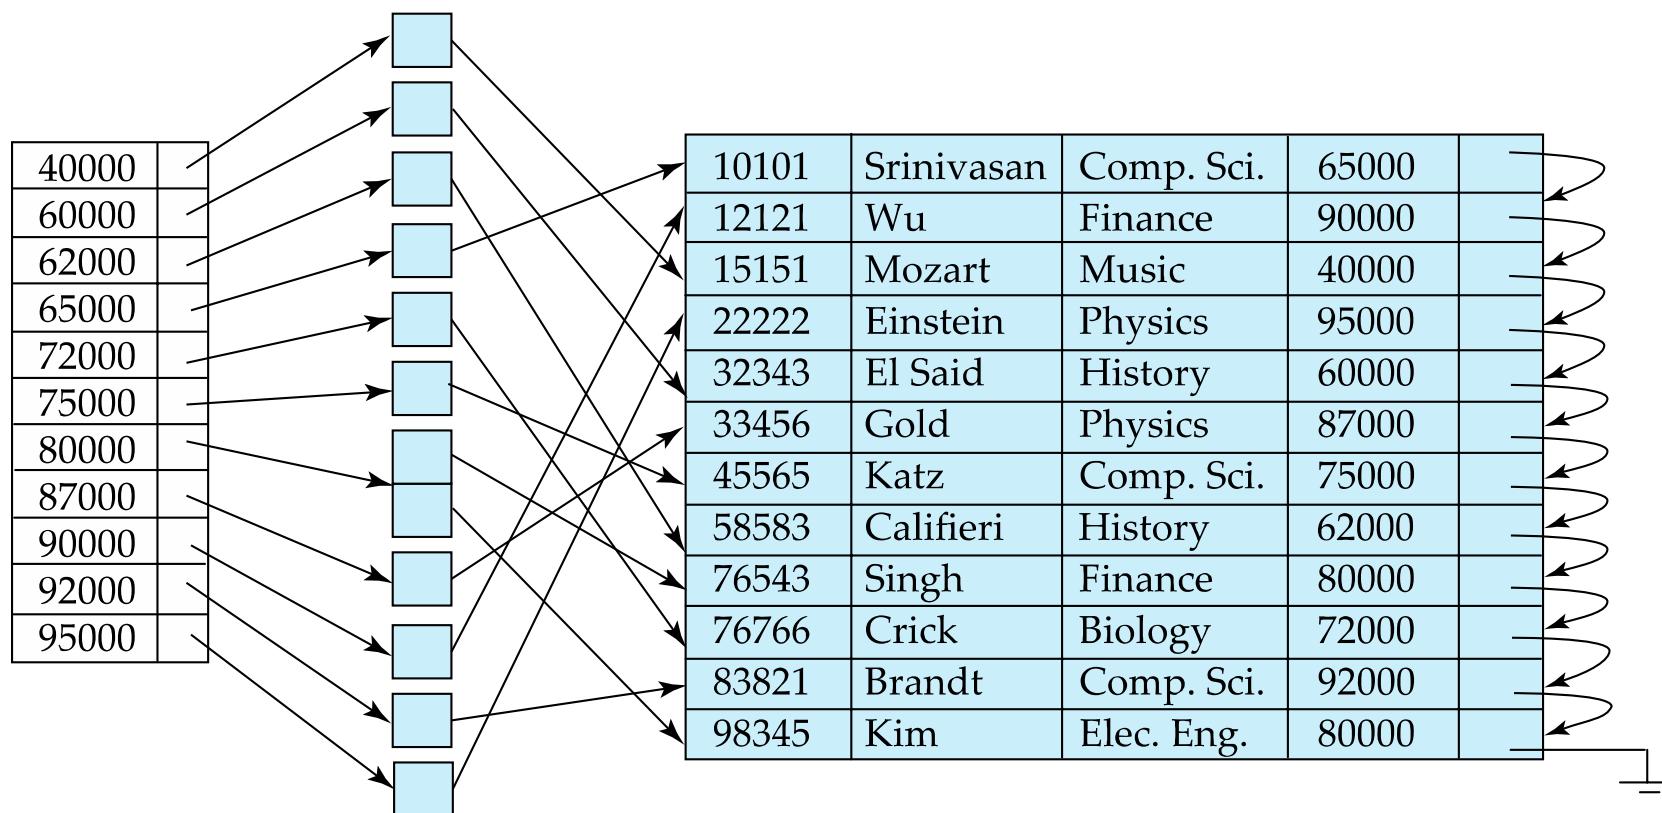 40000
60000
62000
65000
72000
75000
80000
87000
90000
92000
95000
10101 Srinivasan Comp. Sci. 65000
12121 Wu Finance 90000
15151 Mozart Music 40000
22222 Einstein Physics 95000
32343 El Said History 60000
33456 Gold Physics 87000
45565 Katz Comp. Sci. 75000
58583 Califieri History 62000
76543 Singh Finance 80000
76766 Crick Biology 72000
83821 Brandt Comp. Sci. 92000
98345 Kim Elec. Eng. 80000